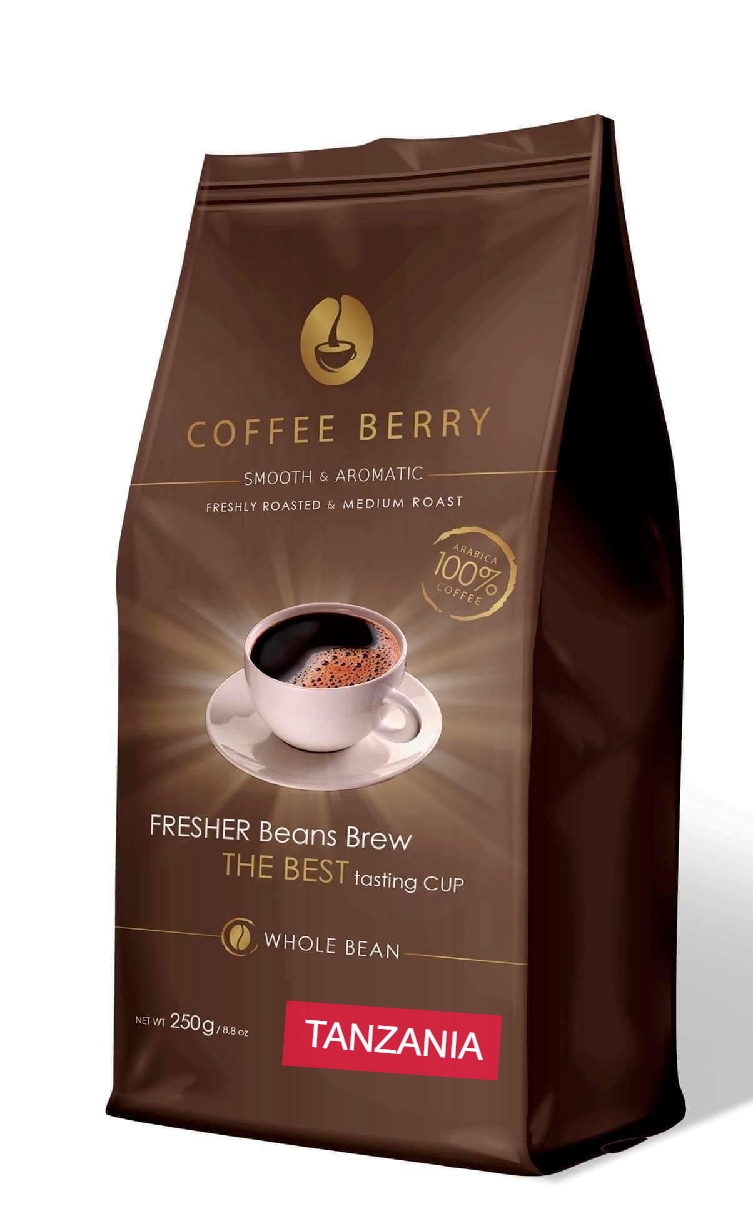 COFFEE BERRY
SMOOTH & AROMATIC
FRESHLY ROASTED & MEDIUM ROAST
ARABICA
100%
COFFEE
FRESHER Beans Brew
THE BEST tasting CUP
WHOLE BEAN
NET WT 250g / 8.8 oz
TANZANIA